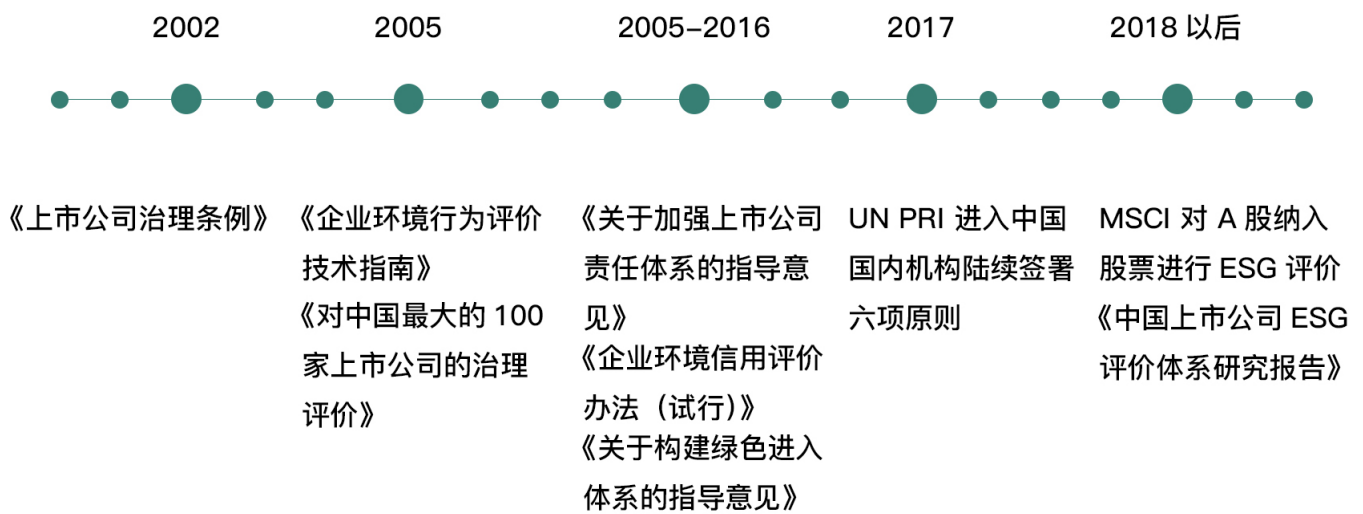 2002
2005
2005-2016
2017
2018 以后
《上市公司治理条例》
《企业环境行为评价
技术指南》
《对中国最大的 100
家上市公司的治理
评价》
《关于加强上市公司
责任体系的指导意
见》
《企业环境信用评价
办法（试行）》
《关于构建绿色进入
体系的指导意见》
UN PRI 进入中国
国内机构陆续签署
六项原则
MSCI 对 A 股纳入
股票进行 ESG 评价
《中国上市公司 ESG
评价体系研究报告》